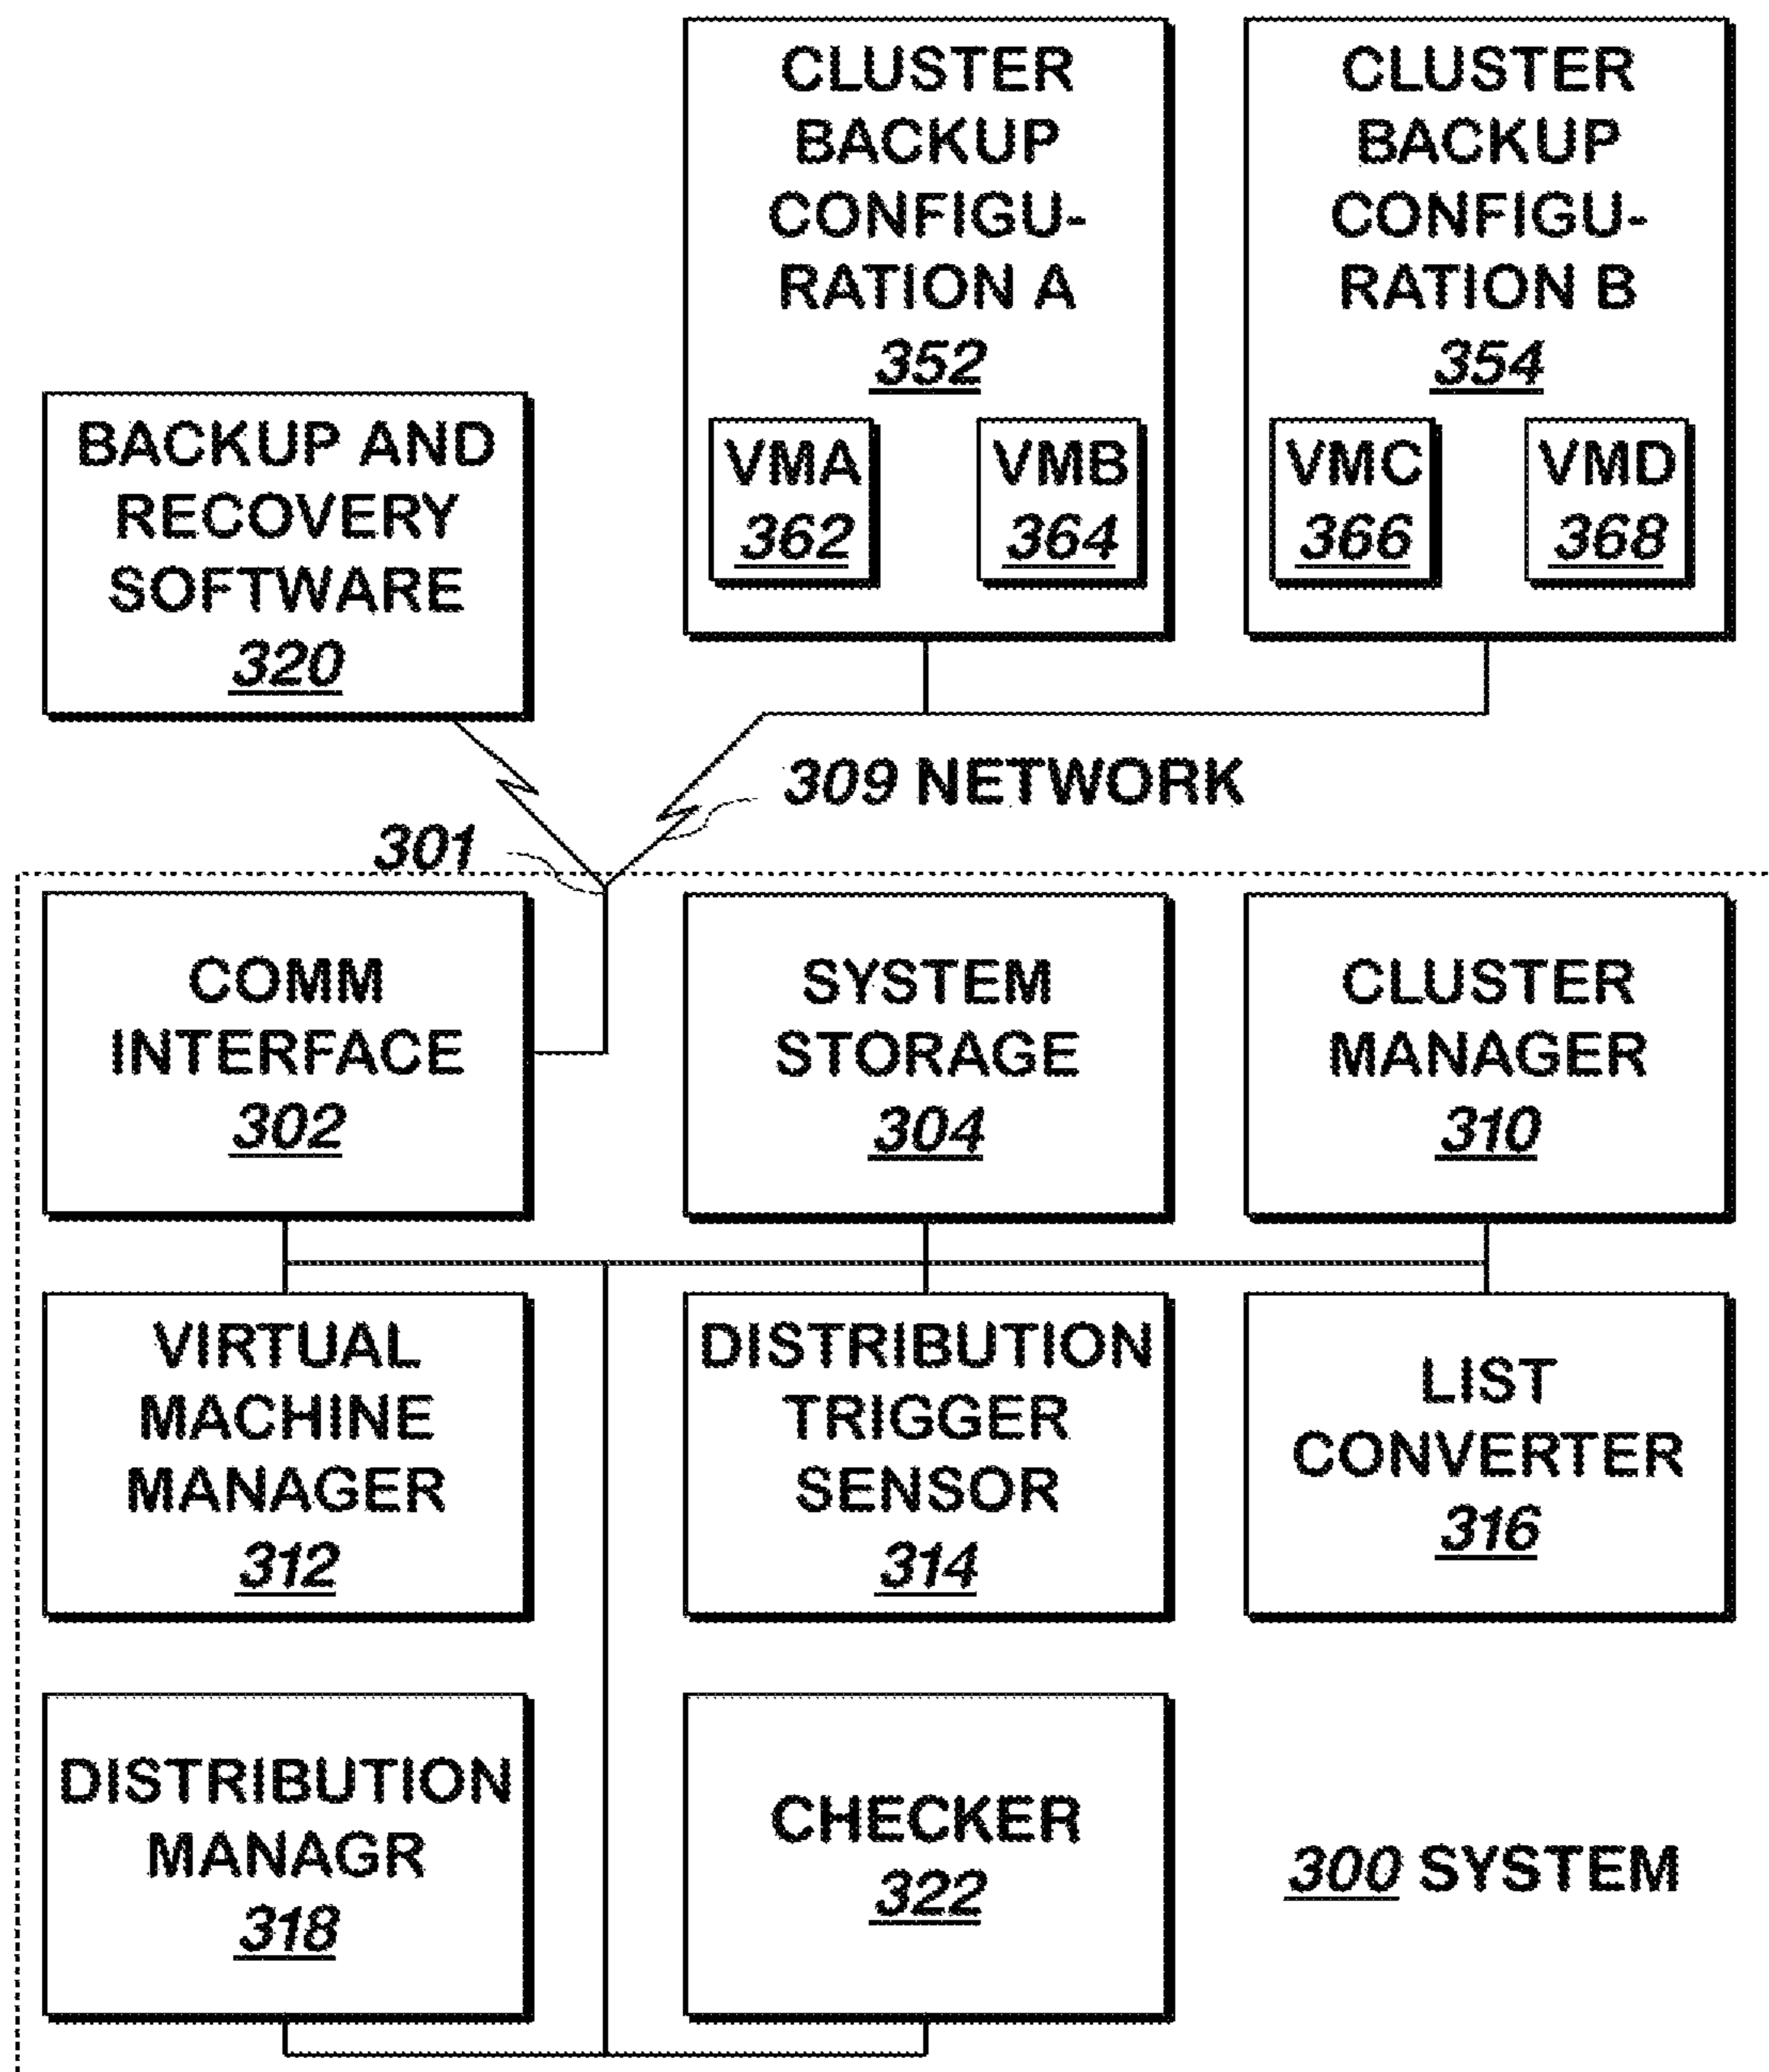 CLUSTER
BACKUP
CONFIGU-
RATION A
352
VMA
362
VMB
364
CLUSTER
BACKUP
CONFIGU-
RATION B
354
VMC
366
VMD
368
BACKUP AND
RECOVERY
SOFTWARE
320
309 NETWORK
301
COMM
INTERFACE
302
SYSTEM
STORAGE
304
CLUSTER
MANAGER
310
VIRTUAL
MACHINE
MANAGER
312
DISTRIBUTION
TRIGGER
SENSOR
314
LIST
CONVERTER
316
DISTRIBUTION
MANAGR
318
CHECKER
322
300 SYSTEM